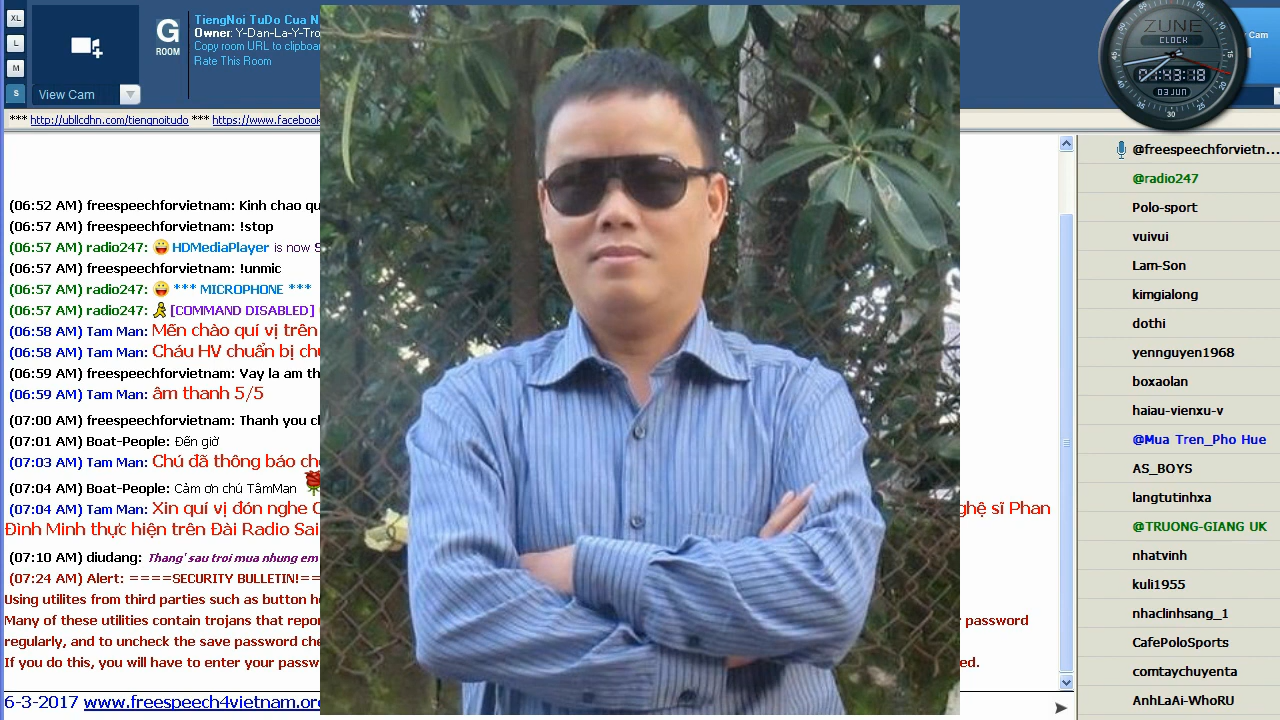 XL
L
M
S
View Cam
G
ROOM
TiengNoi TuDo Cua N
Owner: Y-Dan-La-Y-Tro
Copy room URL to clipboar
Rate This Room
ZUNE
CLOCK
03 JUN
Cam
*** http://ubllcdhn.com/tiengnoitudo *** https://www.facebook
(06:52 AM) freespeechforvietnam: Kinh chao qu
(06:57 AM) freespeechforvietnam: !stop
(06:57 AM) radio247: HDMediaPlayer is now S
(06:57 AM) freespeechforvietnam: !unmic
(06:57 AM) radio247: *** MICROPHONE ***
(06:57 AM) radio247: [COMMAND DISABLED]
(06:58 AM) Tam Man: Mến chào quí vị trên
(06:58 AM) Tam Man: Cháu HV chuẩn bị chu
(06:59 AM) freespeechforvietnam: Vay la am th
(06:59 AM) Tam Man: âm thanh 5/5
(07:00 AM) freespeechforvietnam: Thank you ch
(07:01 AM) Boat-People: Đến giờ
(07:03 AM) Tam Man: Chú đã thông báo cho
(07:04 AM) Boat-People: Cảm ơn chú TâmMẫn
(07:04 AM) Tam Man: Xin quí vị đón nghe C
ghệ sĩ Phan
Đình Minh thực hiện trên Đài Radio Sai
(07:10 AM) diudang: Thang' sau troi mua nhung em
(07:24 AM) Alert: ====SECURITY BULLETIN!==
Using utilites from third parties such as button h
Many of these utilities contain trojans that repor
password
regularly, and to uncheck the save password che
If you do this, you will have to enter your passw
ed.
6-3-2017 www.freespeech4vietnam.org
@freespeechforvietn...
@radio247
Polo-sport
vuivui
Lam-Son
kimgialong
dothi
yennguyen1968
boxaolan
haiau-vienxu-v
@Mua Tren_Pho Hue
AS_BOYS
langtutinhxa
@TRUONG-GIANG UK
nhatvinh
kuli1955
nhaclinhsang_1
CafePoloSports
comtaychuyenta
AnhLaAi-WhoRU